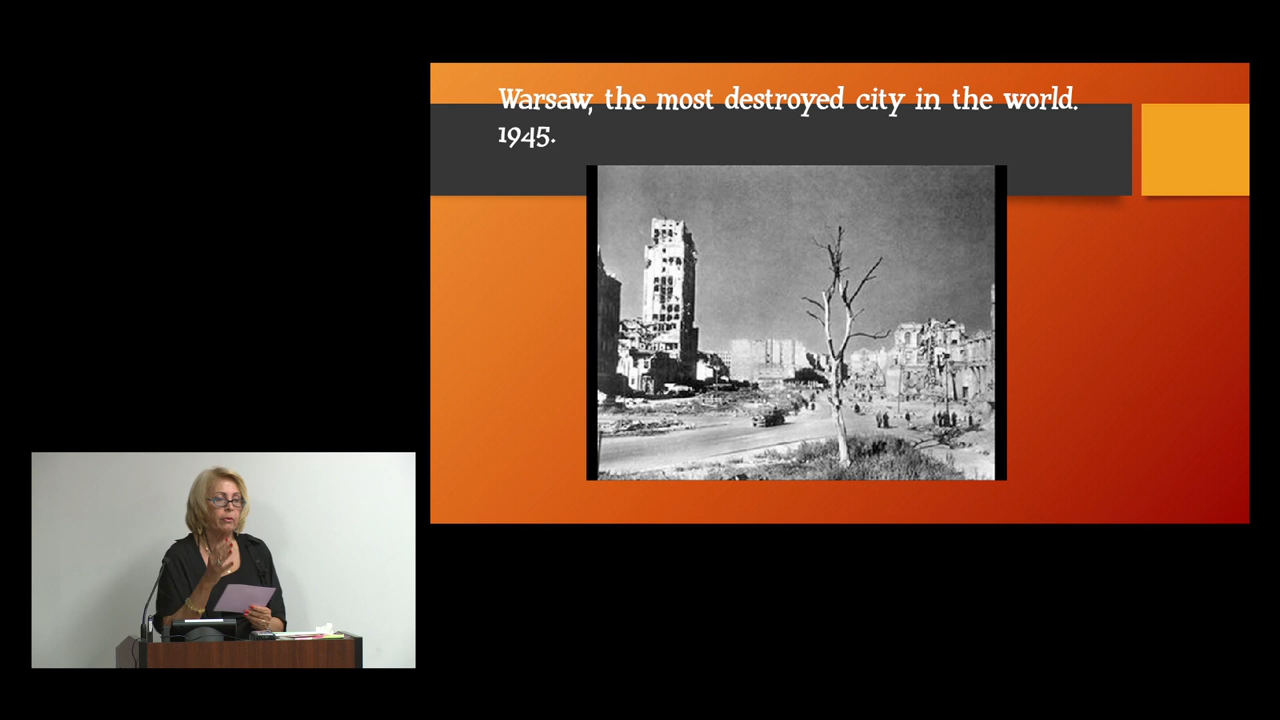 Warsaw, the most destroyed city in the world.
1945.